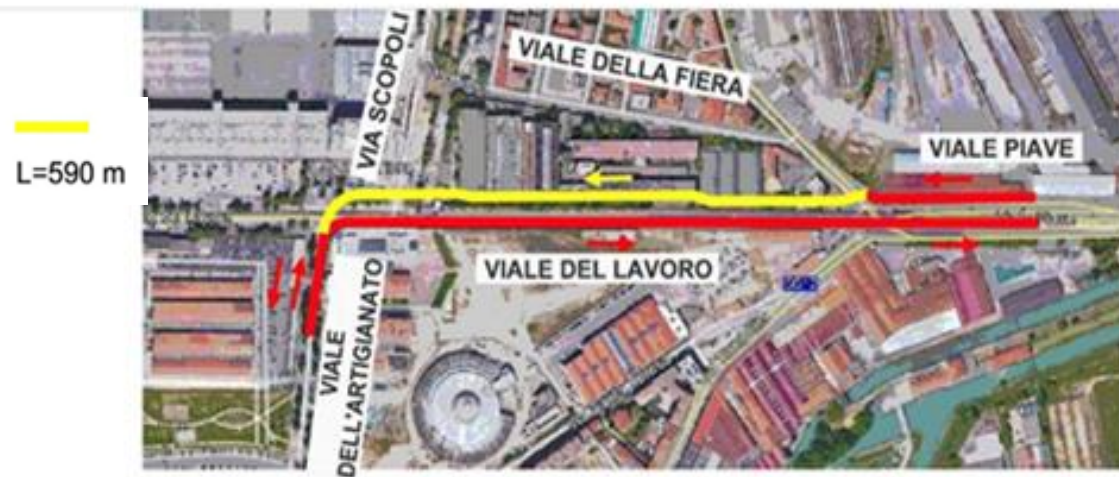 L=590 m
VIA SCOPOLI
VIALE DELLA FIERA
VIALE PIAVE
VIALE DEL LAVORO
VIALE
DELL'ARTIGIANATO